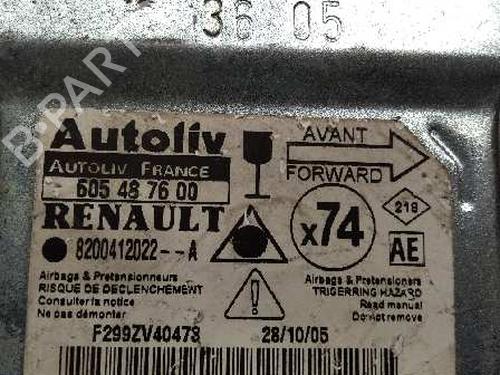 36 05
Autoliv
AUTOLIV FRANCE
605 48 76 00
RENAULT
8200412022--A
AVANT
FORWARD
x74
218
AE
Airbags & Pretensionneurs
RISQUE DE DECLENCHEMENT
Consulter la notice
Ne pas démonter
Airbags & Pretensioners
TRIGERRING HAZARD
Read manual
Do not remove
F299ZV40473
28/10/05
B-PARTS